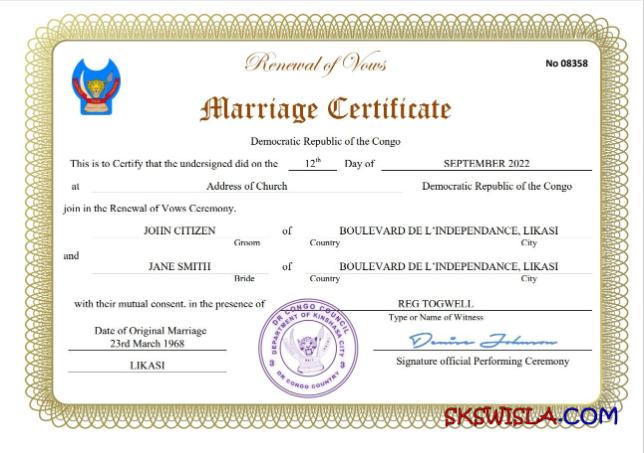 Renewal of Vows
No 08358
Marriage Certificate
Democratic Republic of the Congo
This is to Certify that the undersigned did on the 12th Day of SEPTEMBER 2022
at Address of Church Democratic Republic of the Congo
join in the Renewal of Vows Ceremony.
JOHN CITIZEN of BOULEVARD DE L'INDEPENDANCE, LIKASI
Groom Country City
and
JANE SMITH of BOULEVARD DE L'INDEPENDANCE, LIKASI
Bride Country City
with their mutual consent. in the presence of REG TOGWELL
Type or Name of Witness
Date of Original Marriage
23rd March 1968
LIKASI
DR CONGO COUNCIL
DEPARTMENT OF KINSHASA CITY
DR CONGO COUNTRY
Denise Johnson
Signature official Performing Ceremony
SKSWISLA.COM